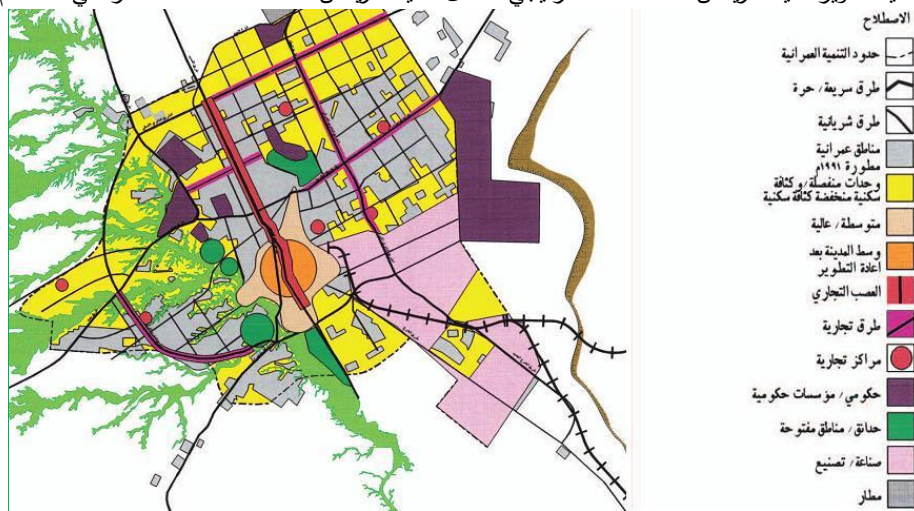 الاصطلاح
حدود التنمية العمرانية
طرق سريعة/ حرة
طرق شريانية
مناطق عمرانية
مطورة ١٩٩١م
وحدات منفصلة/ وكثافة
سكنية منخفضة كثافة سكنية
متوسطة/ عالية
وسط المدينة بعد
اعادة التطوير
العصب التجاري
طرق تجارية
مراكز تجارية
حكومي/ مؤسسات حكومية
حدائق/ مناطق مفتوحة
صناعة/ تصنيع
مطار